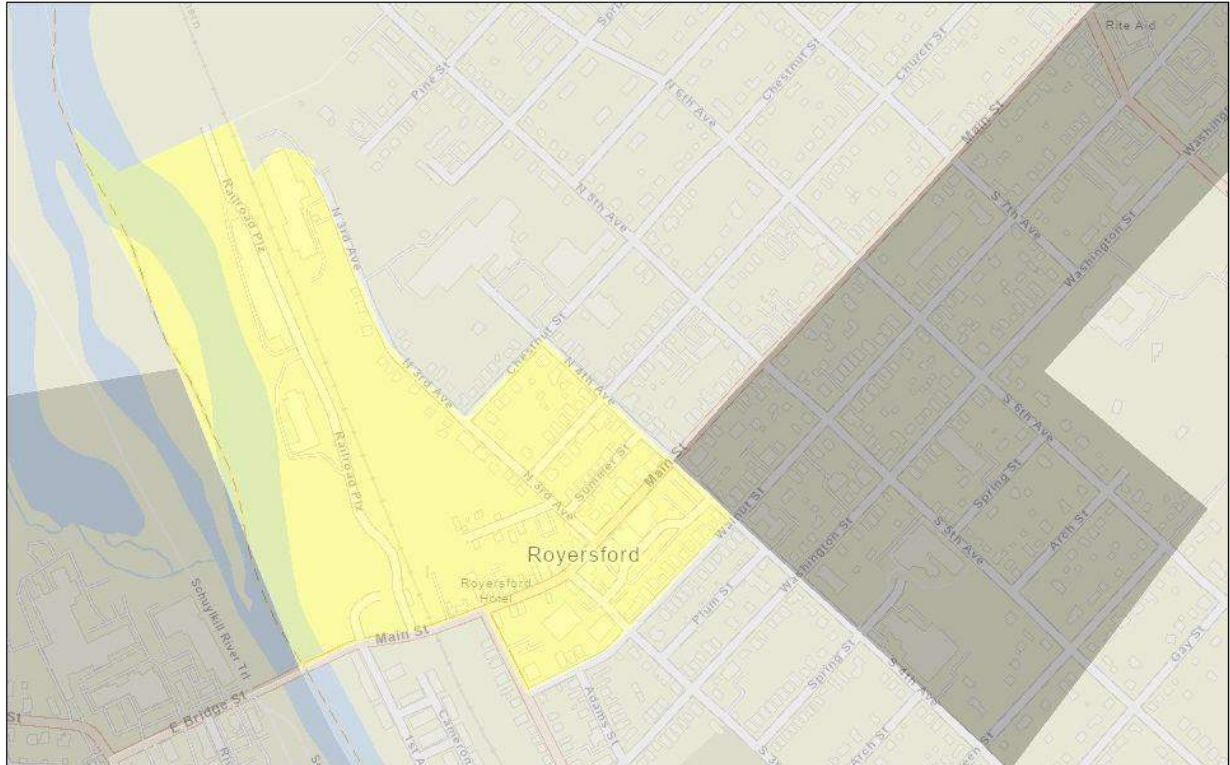 Rite Aid
Pine St
N 6th Ave
Chestnut St
Church St
Main St
Washington St
Railroad Plz
N 3rd Ave
N 5th Ave
S 7th Ave
Washington St
Chestnut St
N 3rd Ave
N 4th Ave
S 6th Ave
Main St
Summer St
Railroad Plz
N 3rd Ave
Walnut St
Spring St
Washington St
S 5th Ave
Arch St
Royersford
Royersford
Hotel
Schuylkill River Trl
Main St
Plum St
Spring St
S 4th Ave
Gay St
E Bridge St
Adams St
Arch St
St